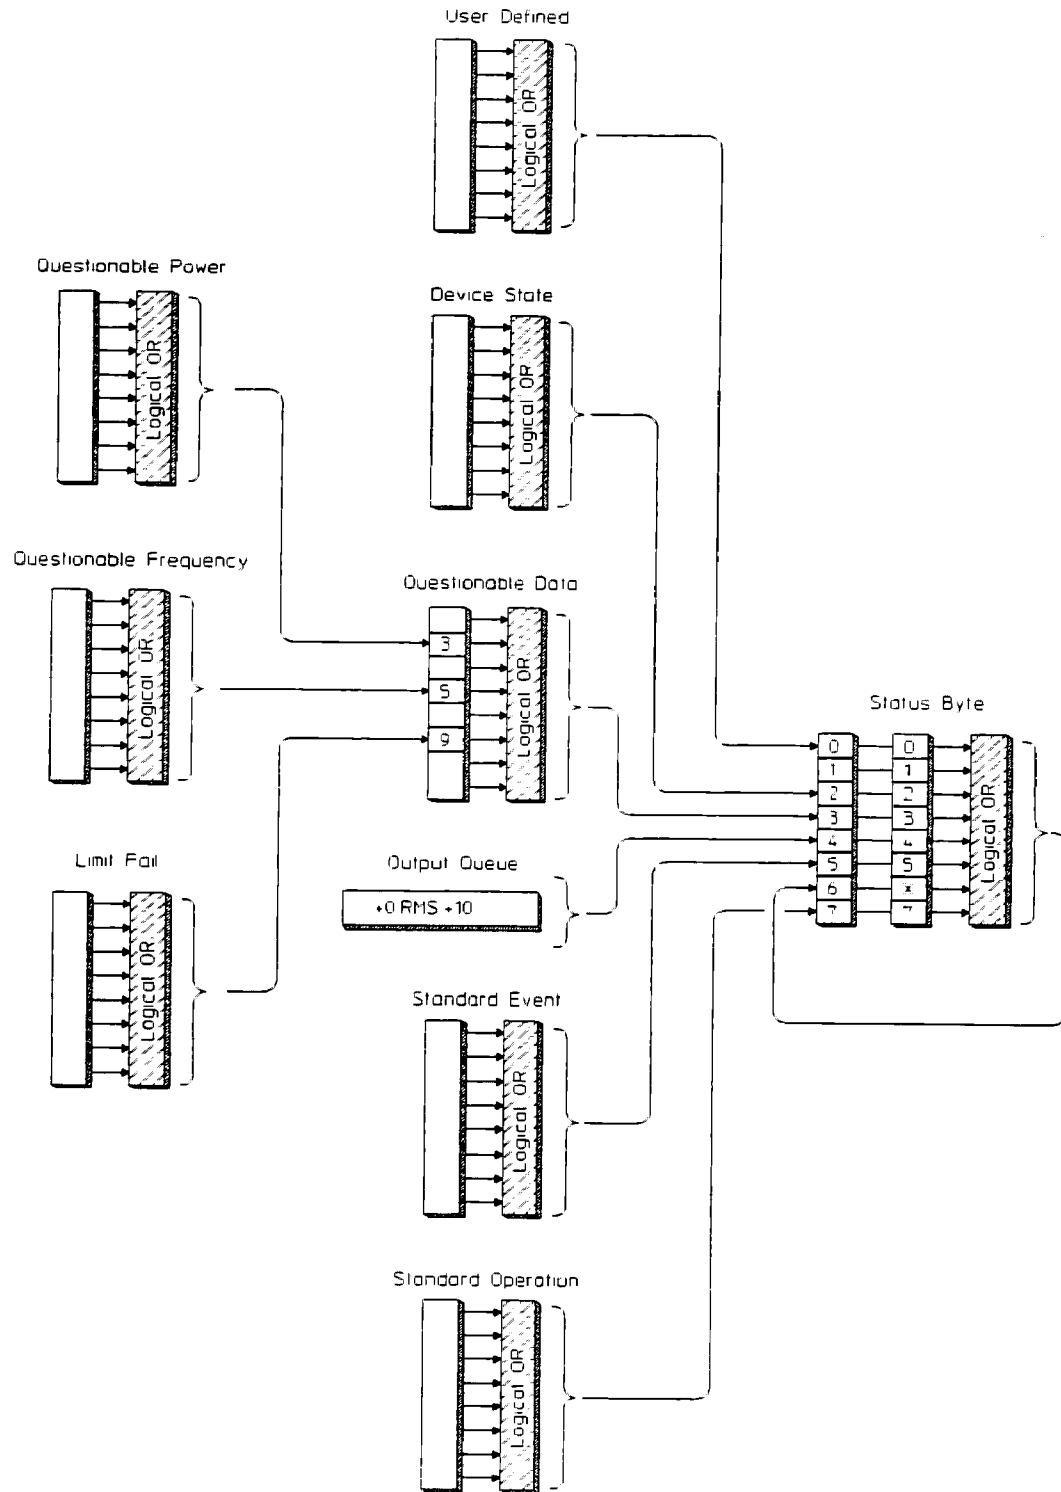 User Defined
Logical OR
Questionable Power
Logical OR
Device State
Logical OR
Questionable Frequency
Logical OR
Questionable Data
3
5
9
Logical OR
Status Byte
0 0
1 1
2 2
3 3
4 4
5 5
6 *
7 7
Logical OR
Limit Fail
Logical OR
Output Queue
+0 RMS +10
Standard Event
Logical OR
Standard Operation
Logical OR